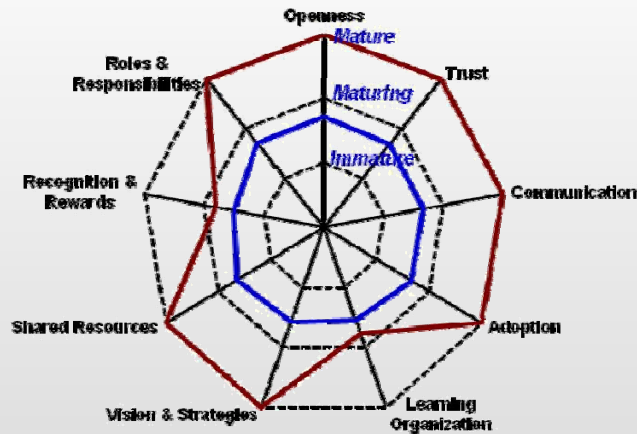 Openness
Mature
Roles &
Responsibilities
Trust
Maturing
Immature
Recognition &
Rewards
Communication
Shared Resources
Adoption
Vision & Strategies
Learning
Organization